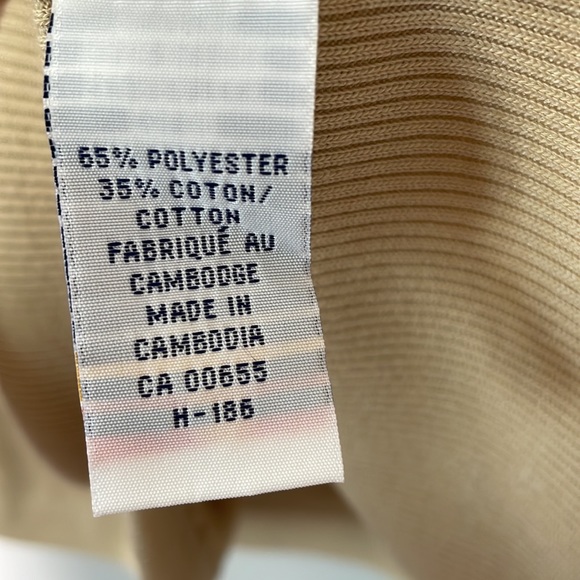 65% POLYESTER
35% COTON/
COTTON
FABRIQUÉ AU
CAMBODGE
MADE IN
CAMBODIA
CA 00655
H-186